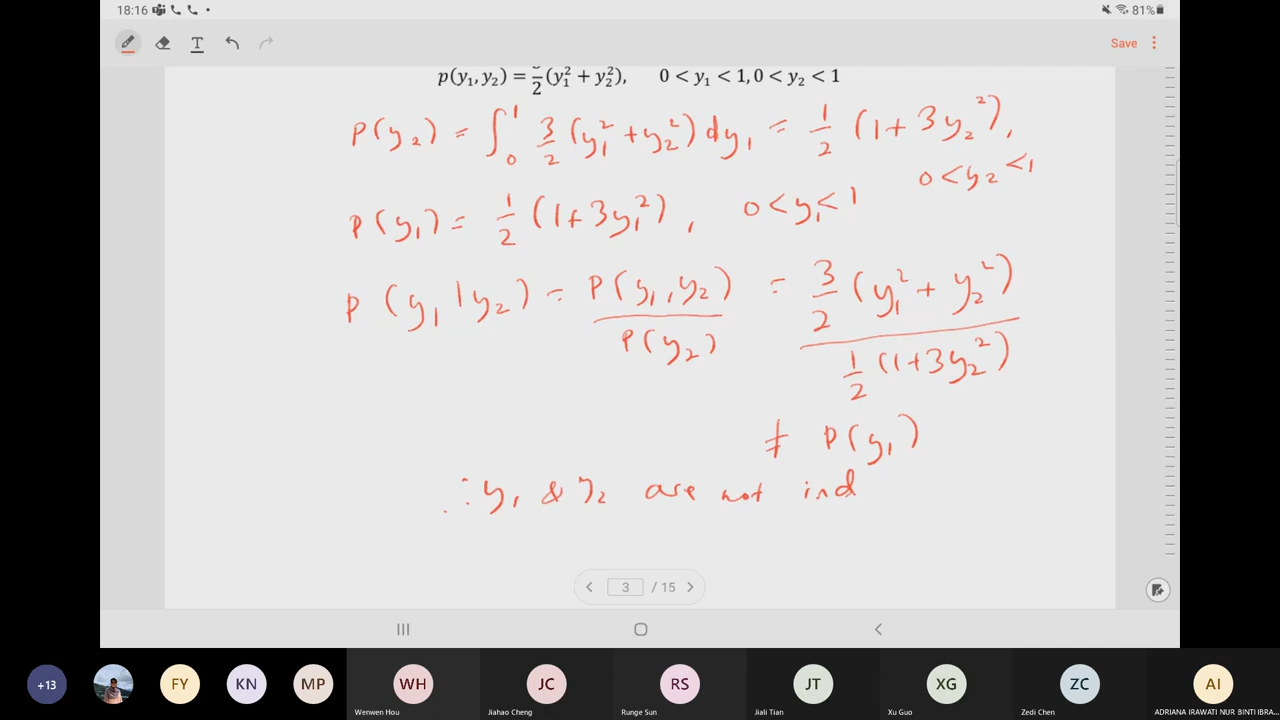 18:16 81%
Save
p(y₁, y₂) = 3/2 (y₁² + y₂²), 0 < y₁ < 1, 0 < y₂ < 1
P(y₂) = ∫₀¹ 3/2 (y₁² + y₂²) dy₁ = 1/2 (1 + 3y₂²),
0 < y₂ < 1
P(y₁) = 1/2 (1 + 3y₁²), 0 < y₁ < 1
P(y₁ | y₂) = P(y₁, y₂) / P(y₂) = 3/2 (y₁² + y₂²) / 1/2 (1 + 3y₂²)
≠ P(y₁)
∴ y₁ & y₂ are not ind
3 / 15
+13 FY KN MP WH JC RS JT XG ZC AI
Wenwen Hou Jiahao Cheng Runge Sun Jiali Tian Xu Guo Zedi Chen ADRIANA IRAWATI NUR BINTI IBRA...